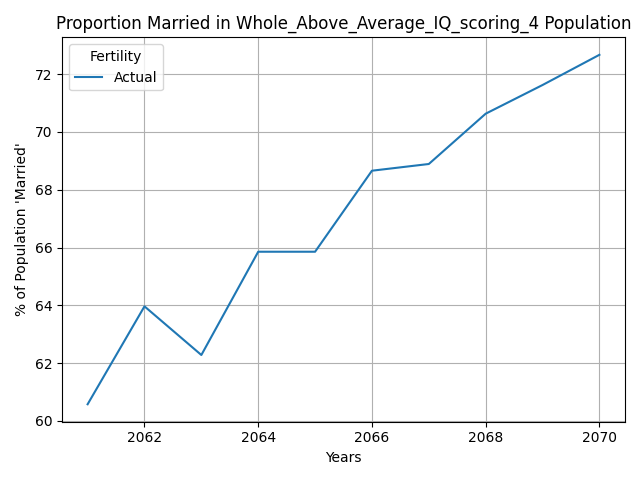 Proportion Married in Whole_Above_Average_IQ_scoring_4 Population
Fertility
Actual
% of Population 'Married'
72
70
68
66
64
62
60
2062
2064
2066
2068
2070
Years